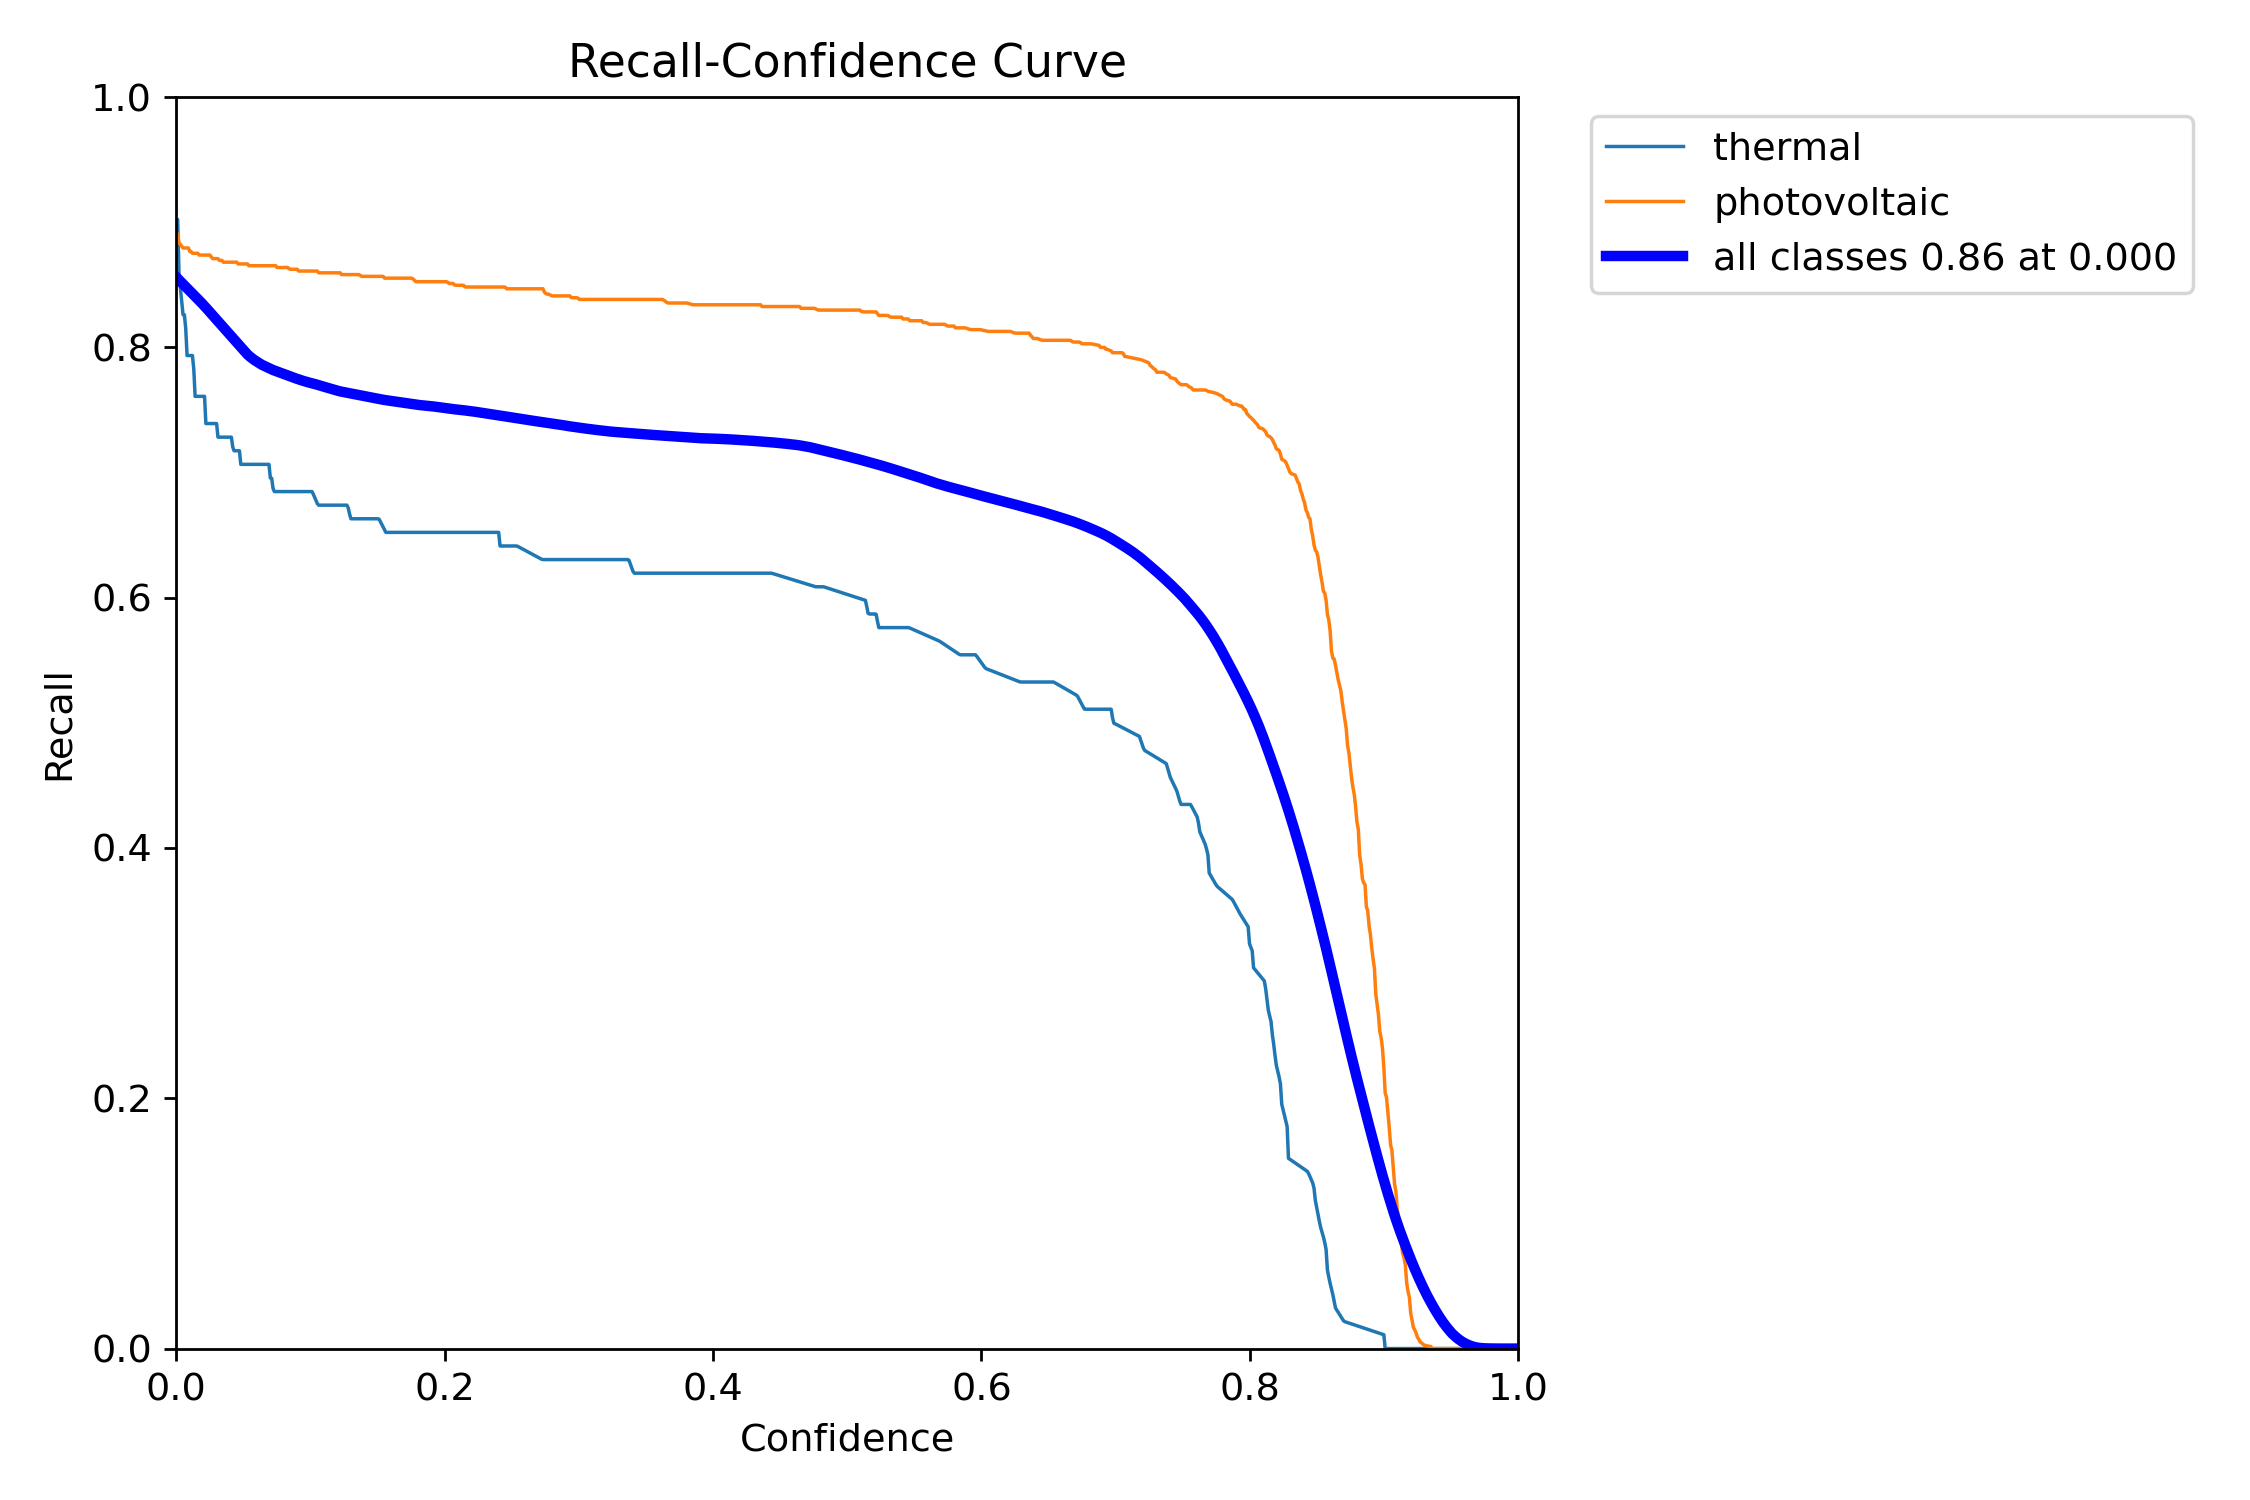 Recall-Confidence Curve
1.0
0.8
0.6
0.4
0.2
0.0
Recall
0.0 0.2 0.4 0.6 0.8 1.0
Confidence
thermal
photovoltaic
all classes 0.86 at 0.000